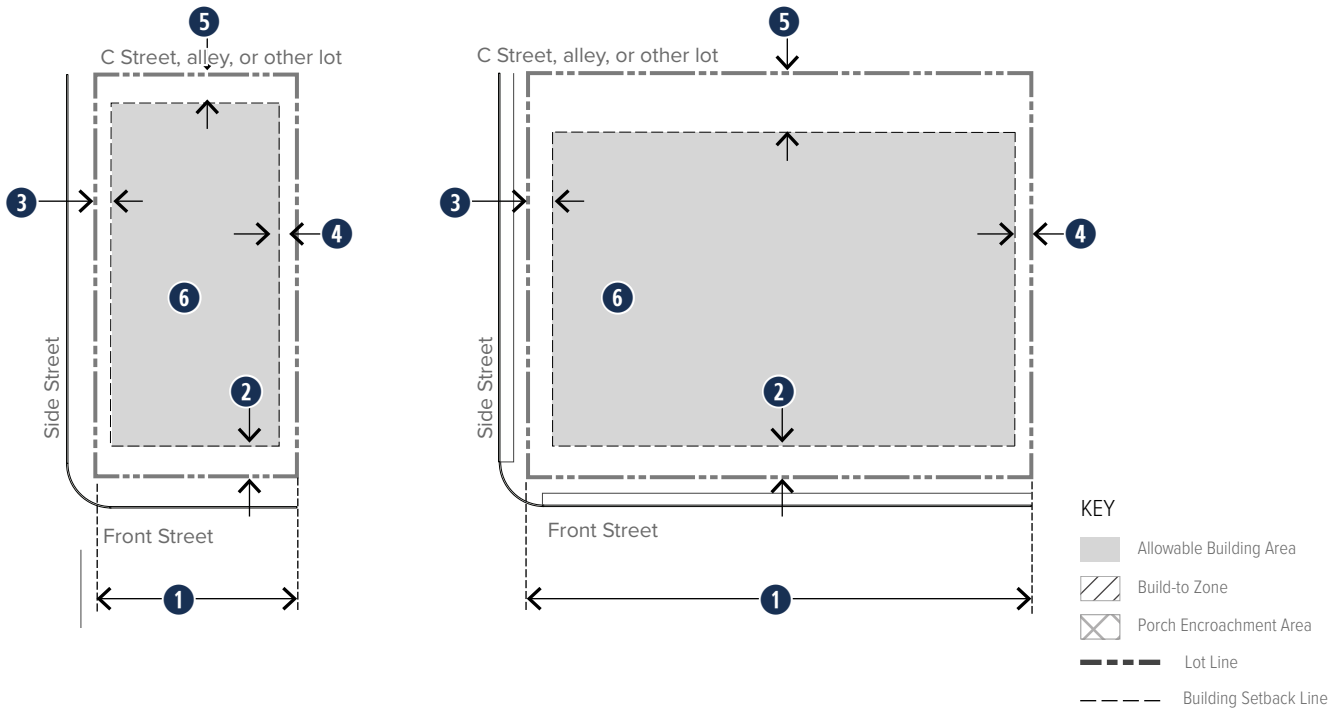 5
C Street, alley, or other lot
3
4
6
2
Side Street
Front Street
1
5
C Street, alley, or other lot
3
4
6
2
Side Street
Front Street
1
KEY
Allowable Building Area
Build-to Zone
Porch Encroachment Area
Lot Line
Building Setback Line